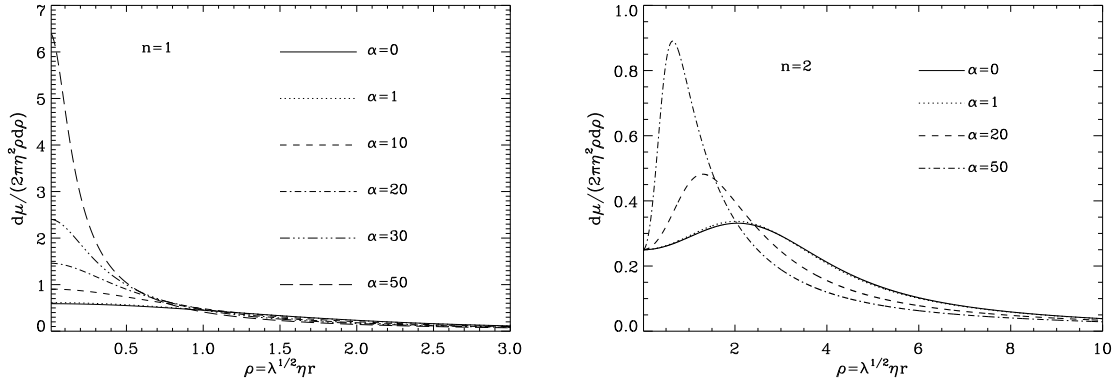 dμ/(2πη²ρdρ)
7
6
5
4
3
2
1
0
0.5 1.0 1.5 2.0 2.5 3.0
ρ=λ^{1/2}ηr
n=1
α=0
α=1
α=10
α=20
α=30
α=50
dμ/(2πη²ρdρ)
1.0
0.8
0.6
0.4
0.2
0.0
2 4 6 8 10
ρ=λ^{1/2}ηr
n=2
α=0
α=1
α=20
α=50